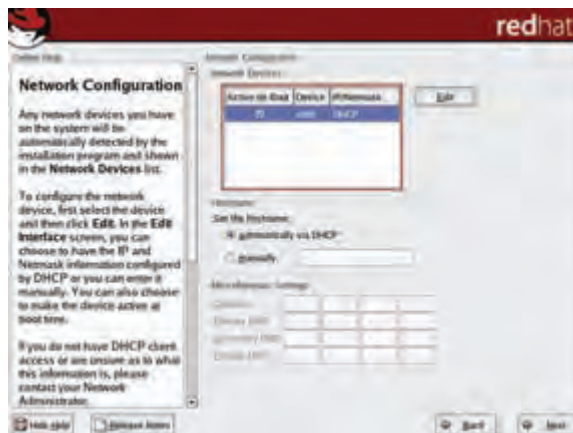 redhat
Online Help
Network Configuration
Any network devices you have
on the system will be
automatically detected by the
installation program and shown
in the Network Devices list.
To configure the network
device, first select the device
and then click Edit. In the Edit
Interface screen, you can
choose to have the IP and
Netmask information configured
by DHCP or you can enter it
manually. You can also choose
to make the device active at
boot time.
If you do not have DHCP client
access or are unsure as to what
this information is, please
contact your Network
Administrator.
Network Configuration
Network Devices
Active on Boot Device IP/Netmask
eth0 DHCP
Edit
Hostname
Set the hostname:
automatically via DHCP
manually
Miscellaneous Settings
Gateway:
Primary DNS:
Secondary DNS:
Tertiary DNS:
Hide Help
Release Notes
Back
Next